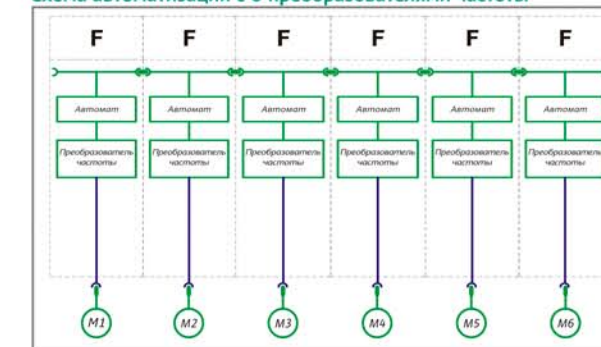 F F F F F F
Автомат Автомат Автомат Автомат Автомат Автомат
Преобразователь Преобразователь Преобразователь Преобразователь Преобразователь Преобразователь
частоты частоты частоты частоты частоты частоты
M1 M2 M3 M4 M5 M6